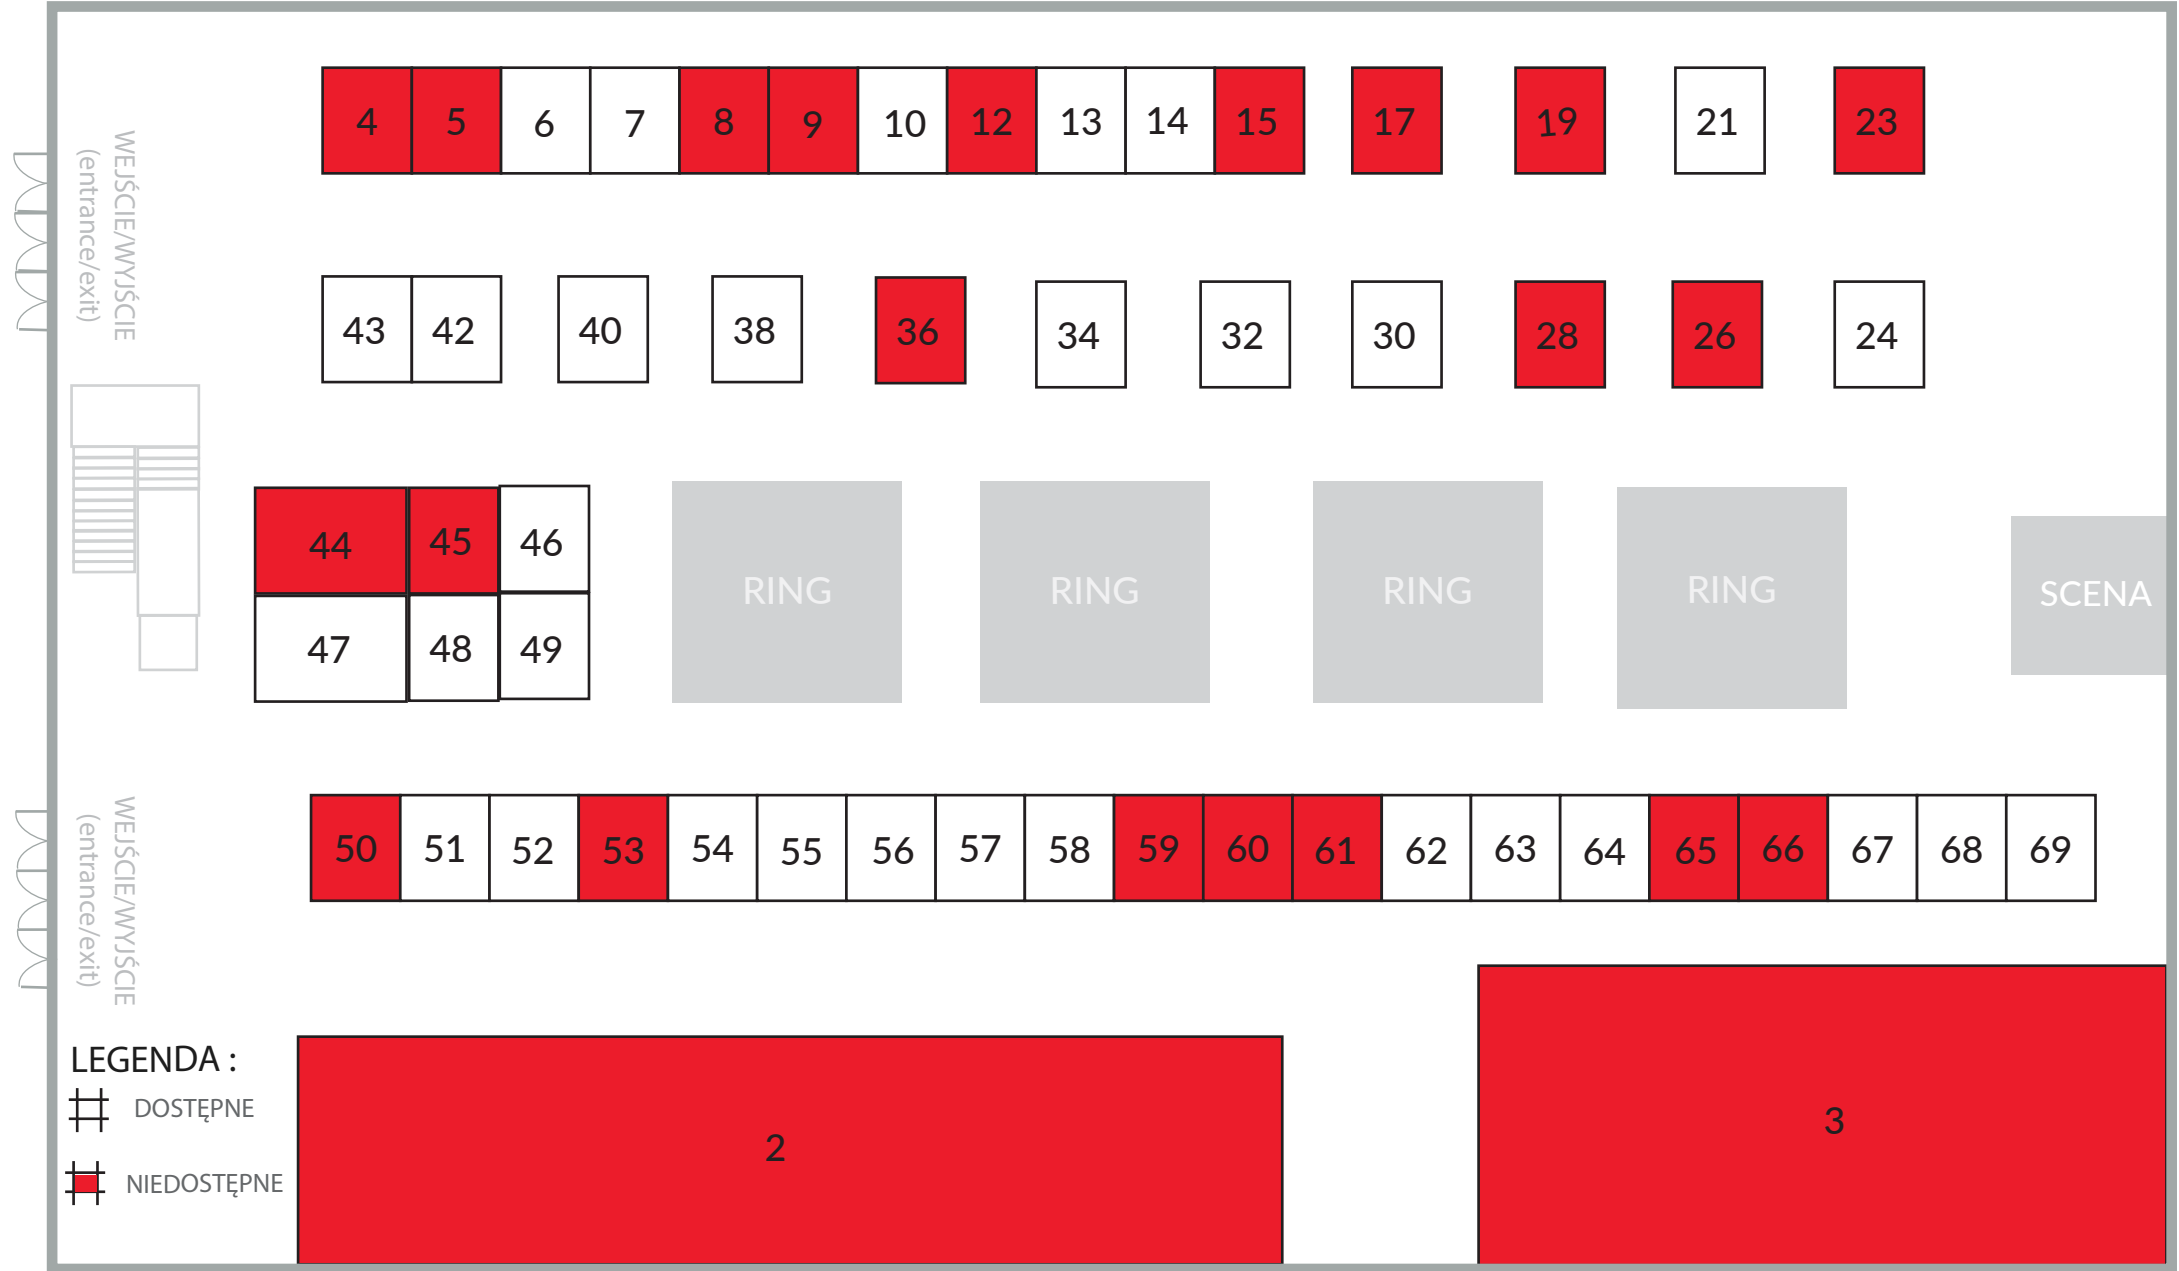 4 5 6 7 8 9 10 12 13 14 15 17 19 21 23
WEJŚCIE/WYJŚCIE
(entrance/exit)
43 42 40 38 36 34 32 30 28 26 24
44 45 46
RING RING RING RING SCENA
47 48 49
WEJŚCIE/WYJŚCIE
(entrance/exit)
50 51 52 53 54 55 56 57 58 59 60 61 62 63 64 65 66 67 68 69
LEGENDA :
DOSTĘPNE
NIEDOSTĘPNE
2
3